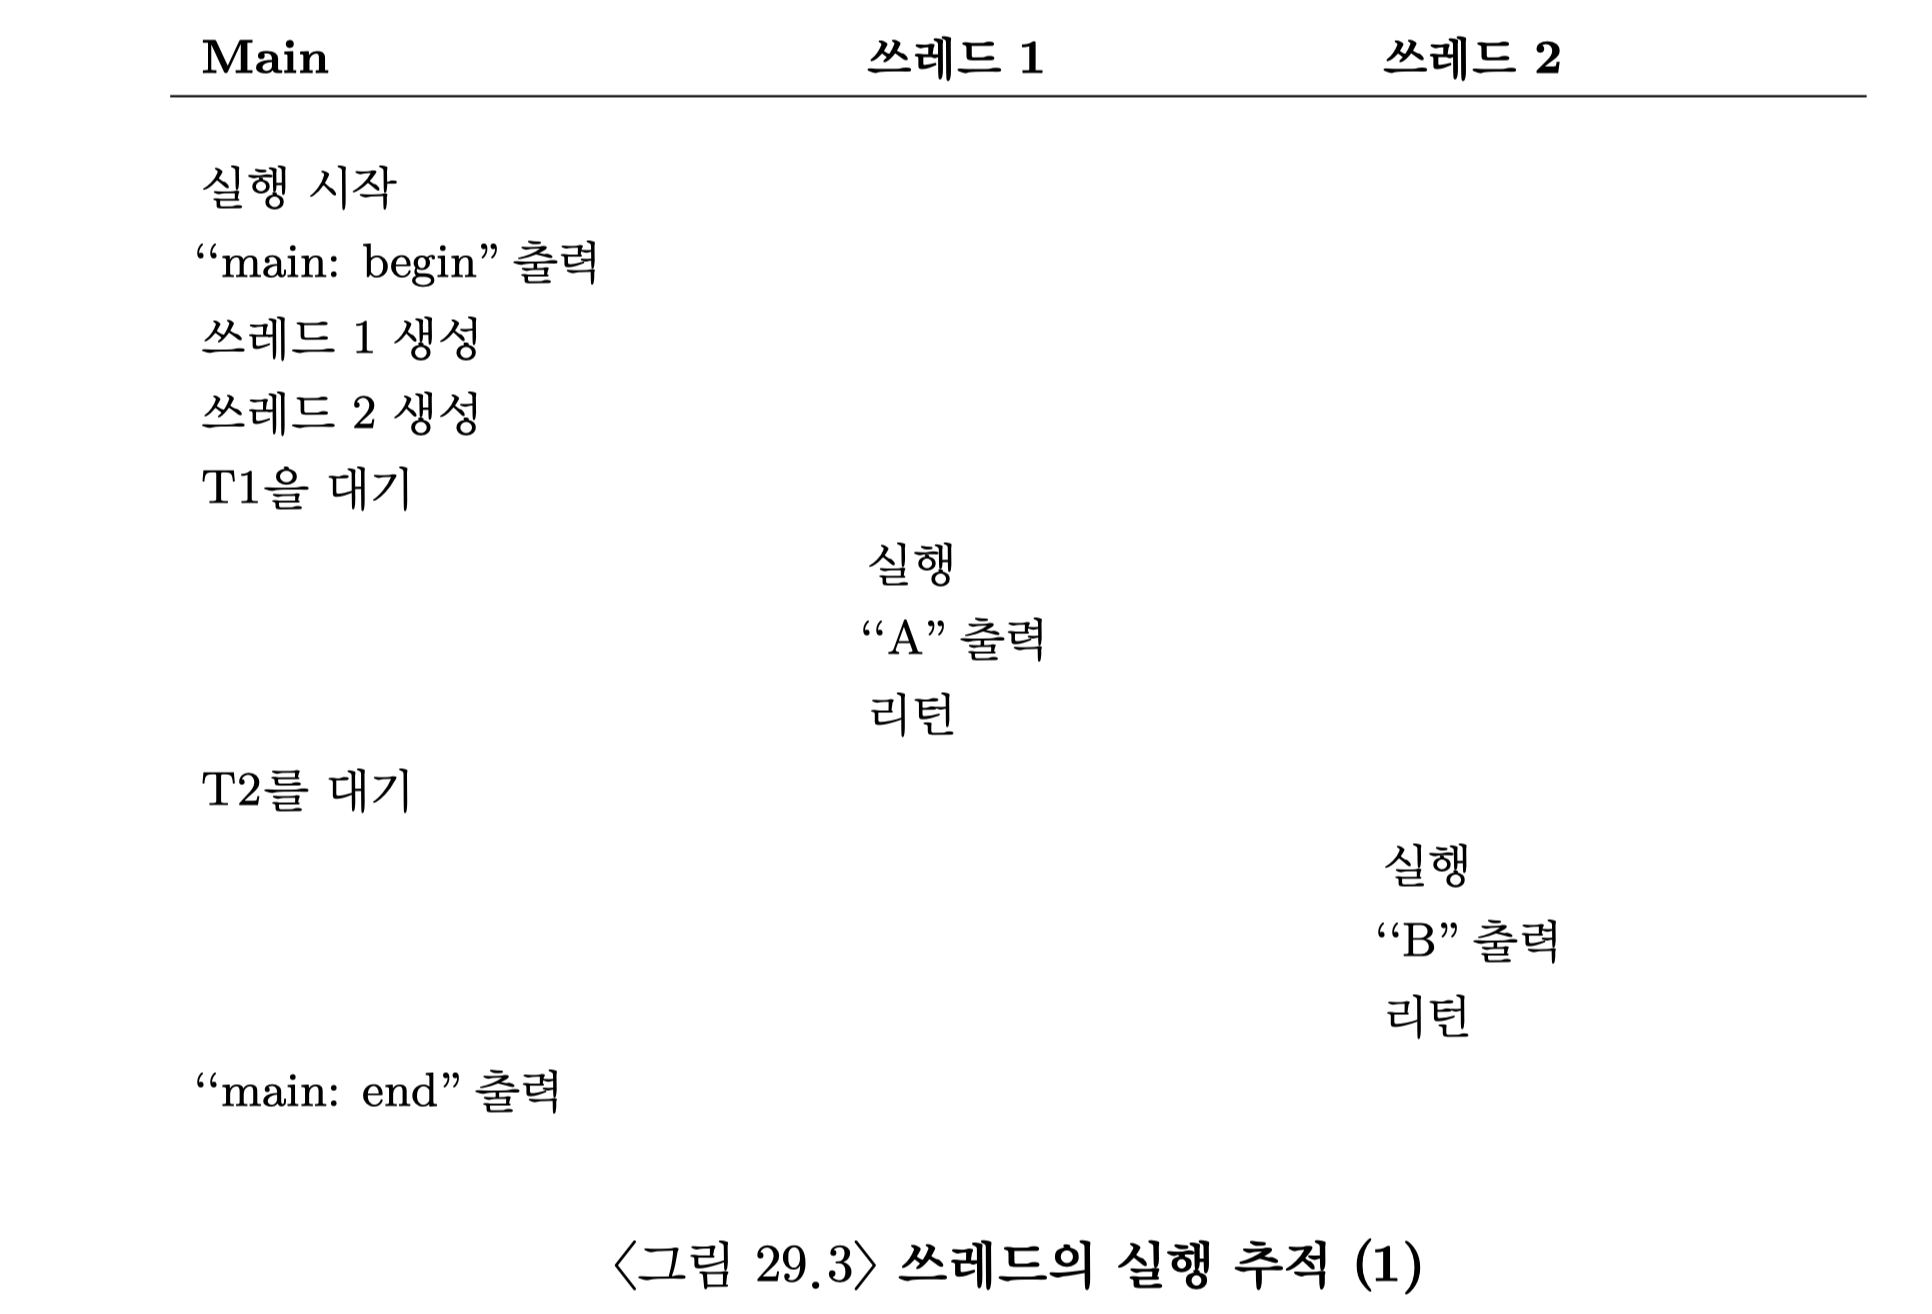 Main 쓰레드 1 쓰레드 2
실행 시작
“main: begin” 출력
쓰레드 1 생성
쓰레드 2 생성
T1을 대기
실행
“A” 출력
리턴
T2를 대기
실행
“B” 출력
리턴
“main: end” 출력
〈그림 29.3〉 쓰레드의 실행 추적 (1)